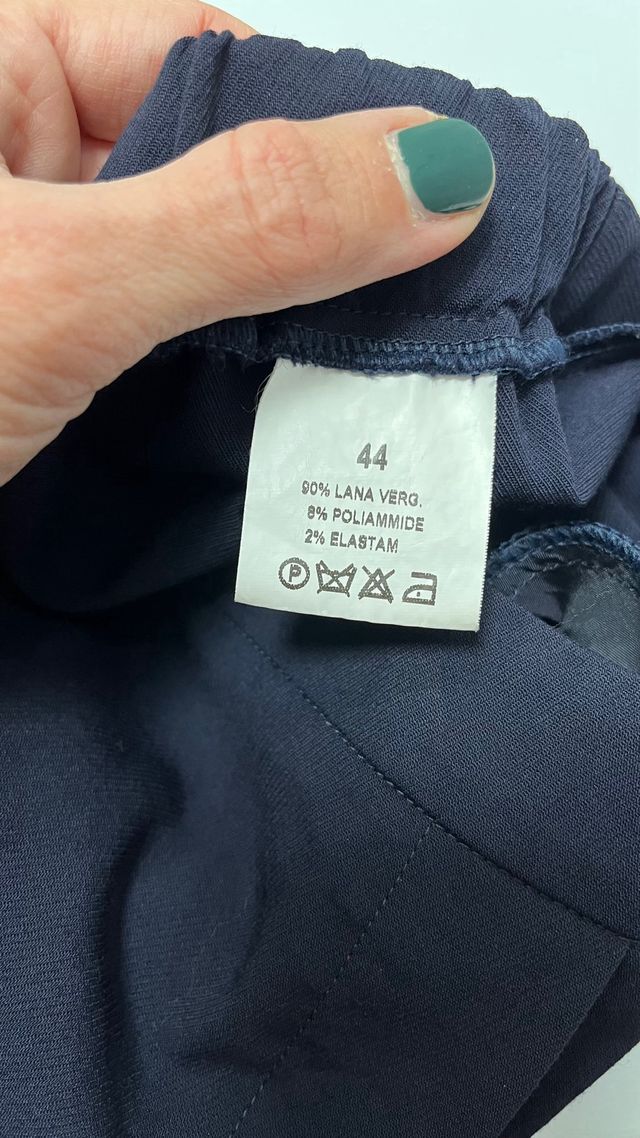 44
90% LANA VERG.
8% POLIAMMIDE
2% ELASTAM
P